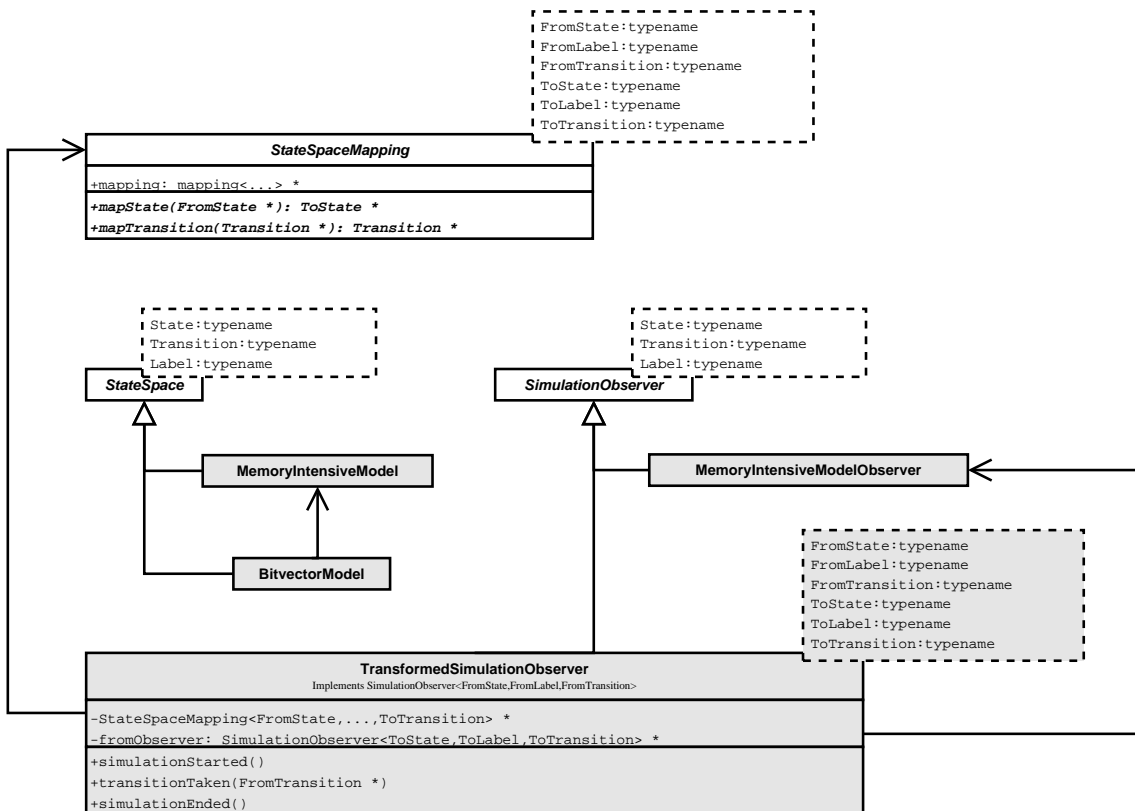 FromState:typename
FromLabel:typename
FromTransition:typename
ToState:typename
ToLabel:typename
ToTransition:typename
StateSpaceMapping
+mapping: mapping<...> *
+mapState(FromState *): ToState *
+mapTransition(Transition *): Transition *
State:typename
Transition:typename
Label:typename
StateSpace
State:typename
Transition:typename
Label:typename
SimulationObserver
MemoryIntensiveModel
MemoryIntensiveModelObserver
BitvectorModel
FromState:typename
FromLabel:typename
FromTransition:typename
ToState:typename
ToLabel:typename
ToTransition:typename
TransformedSimulationObserver
Implements SimulationObserver<FromState,FromLabel,FromTransition>
-StateSpaceMapping<FromState,...,ToTransition> *
-fromObserver: SimulationObserver<ToState,ToLabel,ToTransition> *
+simulationStarted()
+transitionTaken(FromTransition *)
+simulationEnded()